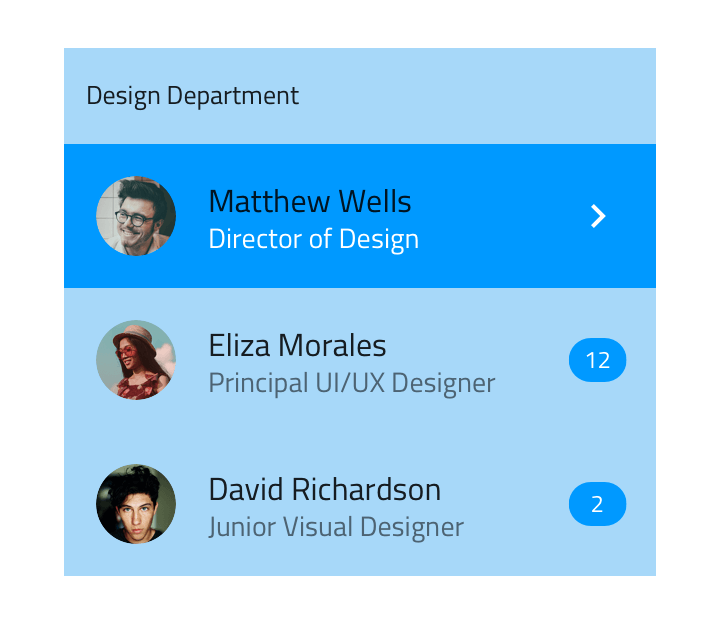 Design Department
Matthew Wells
Director of Design
Eliza Morales
Principal UI/UX Designer
12
David Richardson
Junior Visual Designer
2